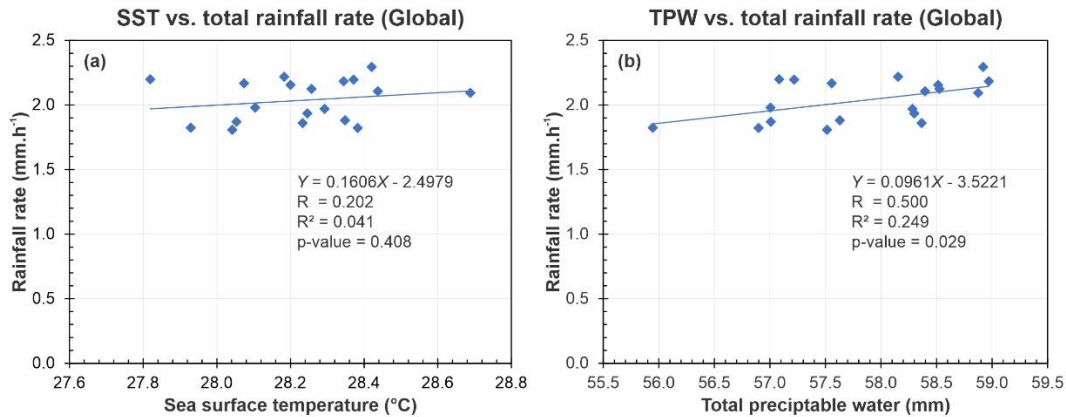 SST vs. total rainfall rate (Global)
(a)
2.5
2.0
1.5
1.0
0.5
0.0
Rainfall rate (mm.h⁻¹)
Y = 0.1606X - 2.4979
R = 0.202
R² = 0.041
p-value = 0.408
27.6 27.8 28.0 28.2 28.4 28.6 28.8
Sea surface temperature (°C)
TPW vs. total rainfall rate (Global)
(b)
2.5
2.0
1.5
1.0
0.5
0.0
Rainfall rate (mm.h⁻¹)
Y = 0.0961X - 3.5221
R = 0.500
R² = 0.249
p-value = 0.029
55.5 56.0 56.5 57.0 57.5 58.0 58.5 59.0 59.5
Total preciptable water (mm)